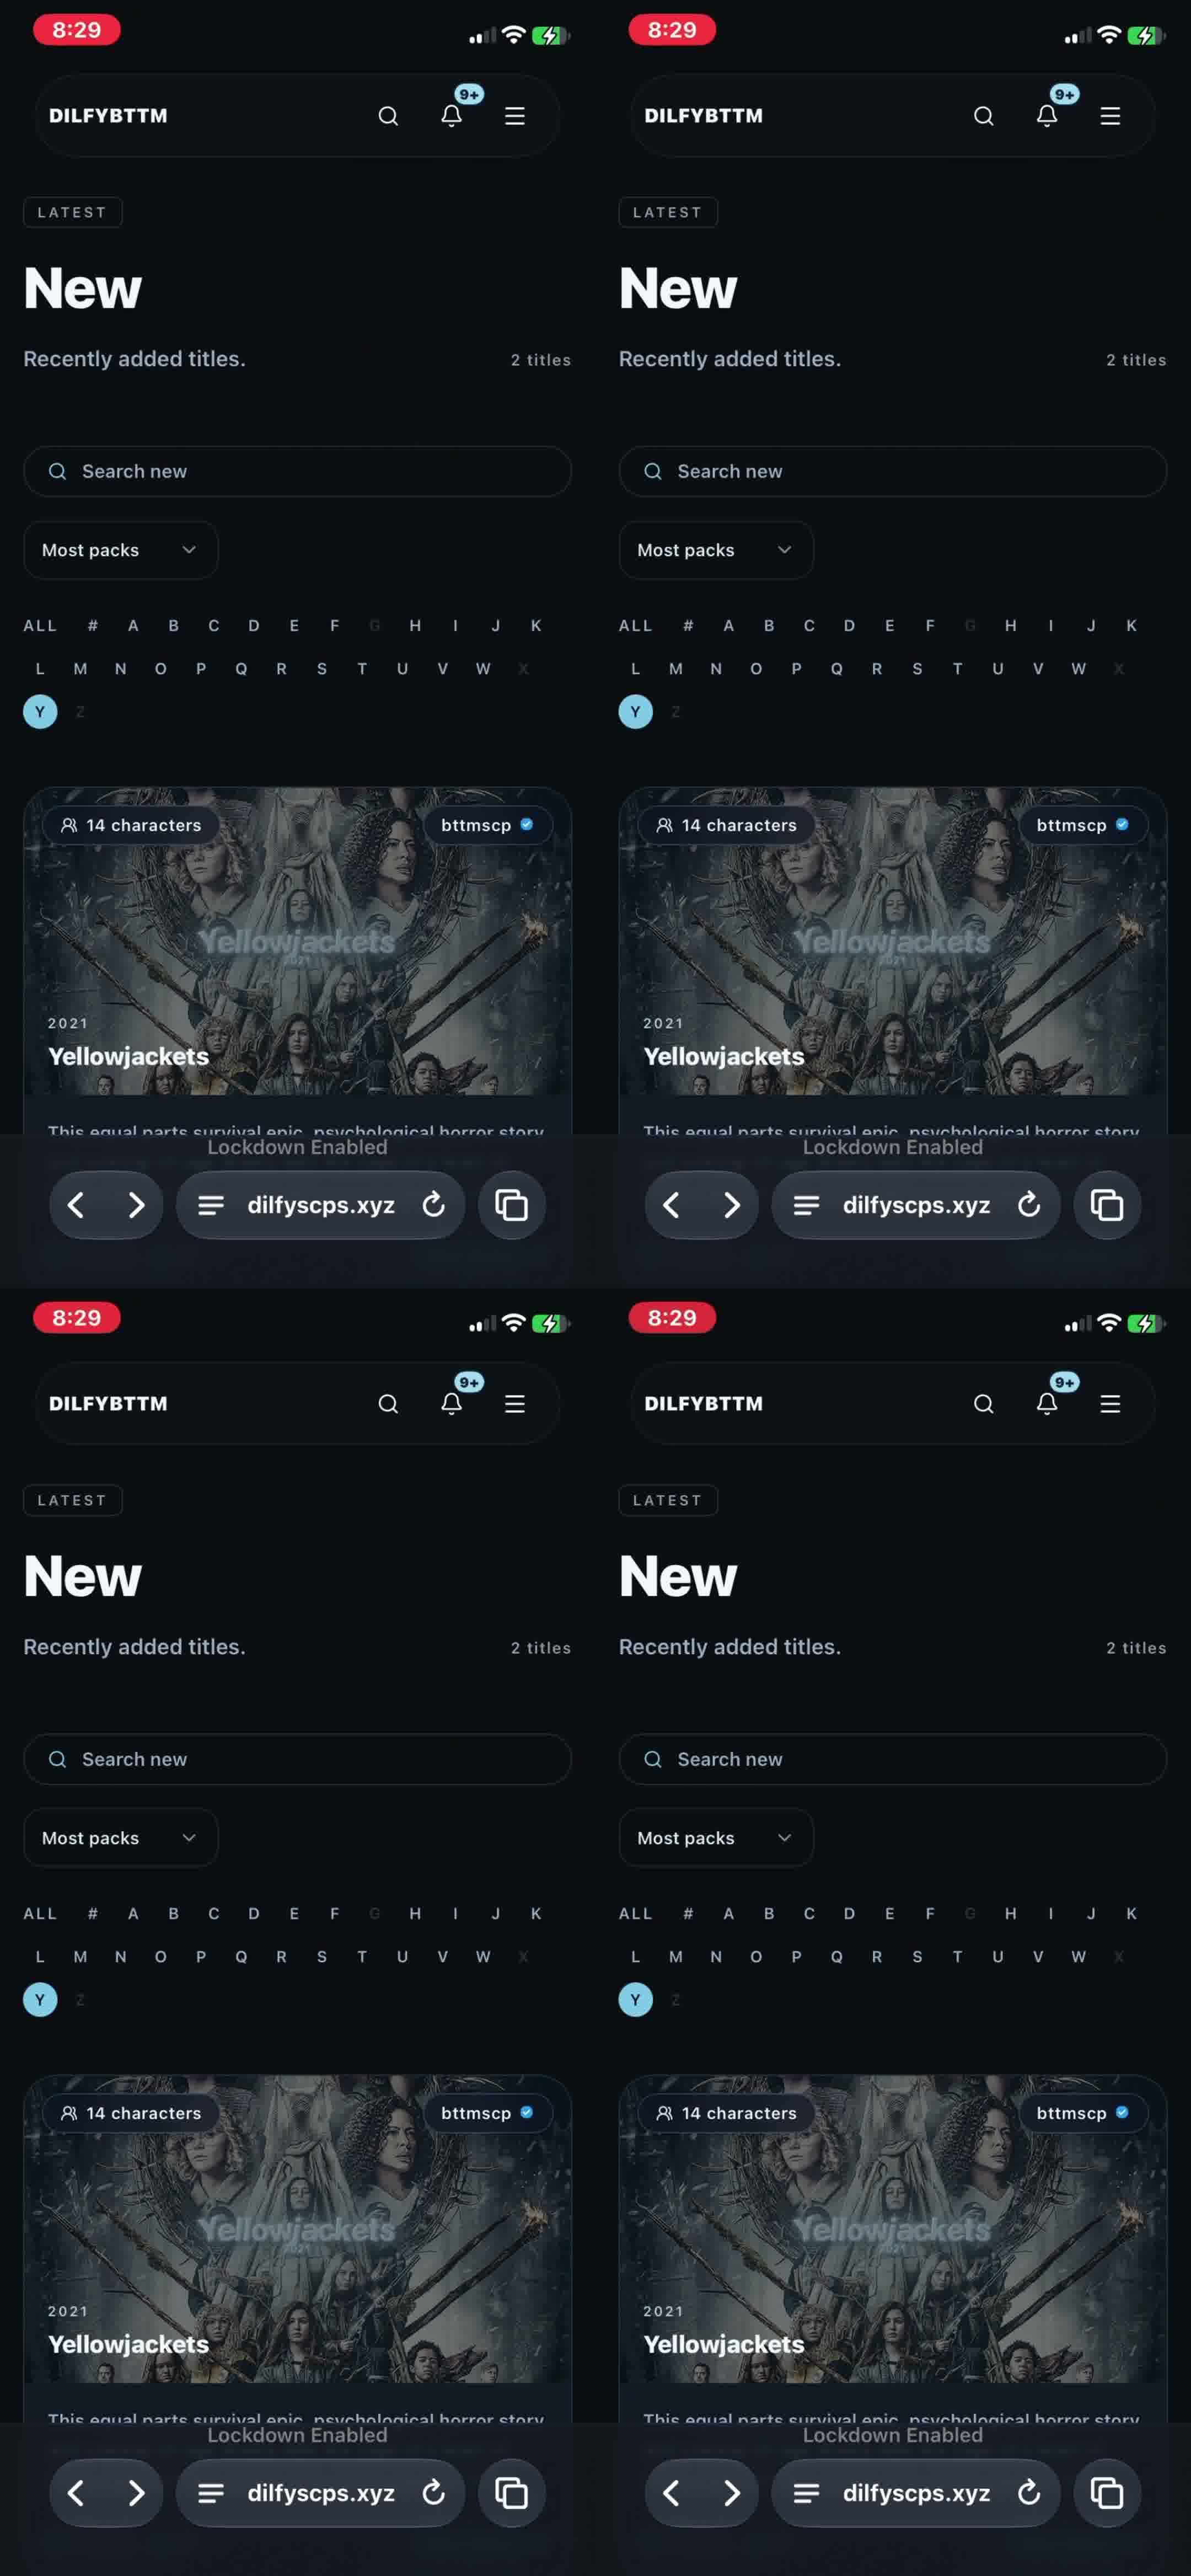 8:29
DILFYBTTM
9+
LATEST
New
Recently added titles.
2 titles
Search new
Most packs
ALL # A B C D E F G H I J K
L M N O P Q R S T U V W X
Y Z
14 characters
bttmscp
Yellowjackets
2021
2021
Yellowjackets
This equal parts survival epic, psychological horror story
Lockdown Enabled
dilfyscps.xyz
8:29
DILFYBTTM
9+
LATEST
New
Recently added titles.
2 titles
Search new
Most packs
ALL # A B C D E F G H I J K
L M N O P Q R S T U V W X
Y Z
14 characters
bttmscp
Yellowjackets
2021
2021
Yellowjackets
This equal parts survival epic, psychological horror story
Lockdown Enabled
dilfyscps.xyz
8:29
DILFYBTTM
9+
LATEST
New
Recently added titles.
2 titles
Search new
Most packs
ALL # A B C D E F G H I J K
L M N O P Q R S T U V W X
Y Z
14 characters
bttmscp
Yellowjackets
2021
2021
Yellowjackets
This equal parts survival epic, psychological horror story
Lockdown Enabled
dilfyscps.xyz
8:29
DILFYBTTM
9+
LATEST
New
Recently added titles.
2 titles
Search new
Most packs
ALL # A B C D E F G H I J K
L M N O P Q R S T U V W X
Y Z
14 characters
bttmscp
Yellowjackets
2021
2021
Yellowjackets
This equal parts survival epic, psychological horror story
Lockdown Enabled
dilfyscps.xyz